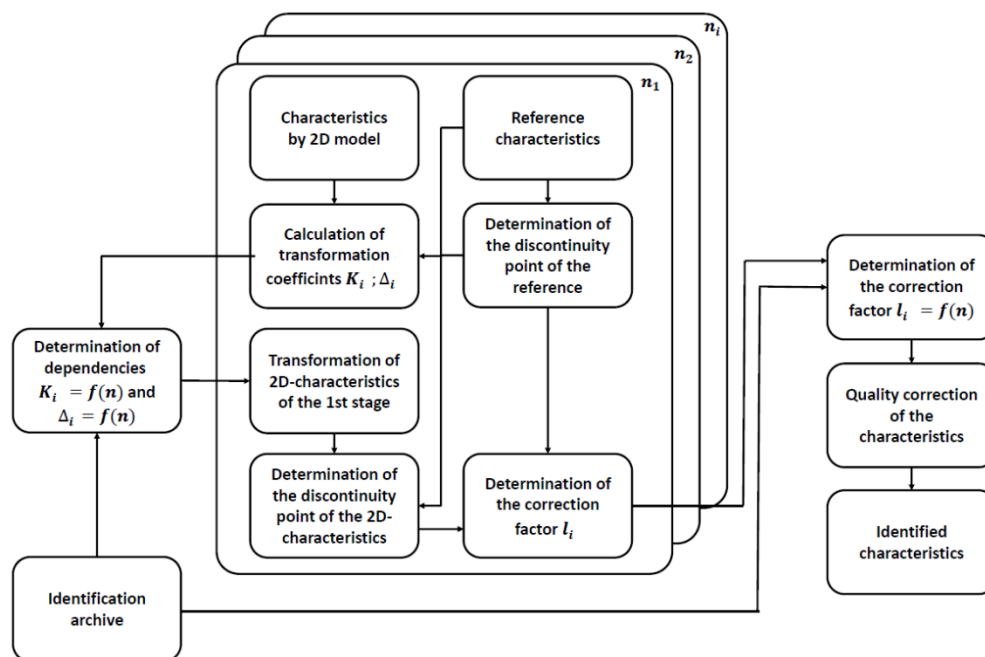 n_i
n_2
n_1
Characteristics
by 2D model
Reference
characteristics
Calculation of
transformation
coefficints K_i ; Δ_i
Determination of
the discontinuity
point of the
reference
Determination of
the correction
factor l_i = f(n)
Determination of
dependencies
K_i = f(n) and
Δ_i = f(n)
Transformation of
2D-characteristics
of the 1st stage
Quality correction
of the
characteristics
Determination of
the discontinuity
point of the 2D-
characteristics
Determination of
the correction
factor l_i
Identified
characteristics
Identification
archive